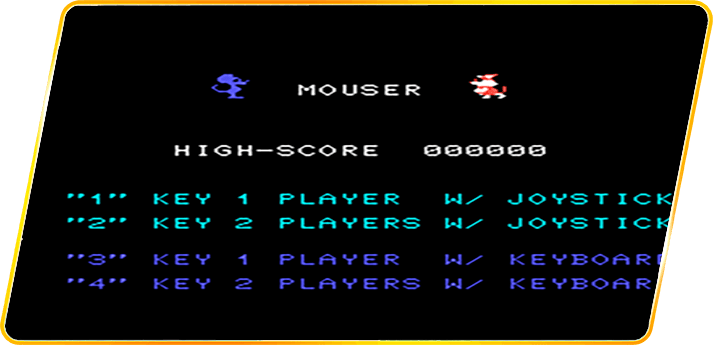 MOUSER
HIGH-SCORE 000000
"1" KEY 1 PLAYER W/ JOYSTICK
"2" KEY 2 PLAYERS W/ JOYSTICK
"3" KEY 1 PLAYER W/ KEYBOAR
"4" KEY 2 PLAYERS W/ KEYBOAR